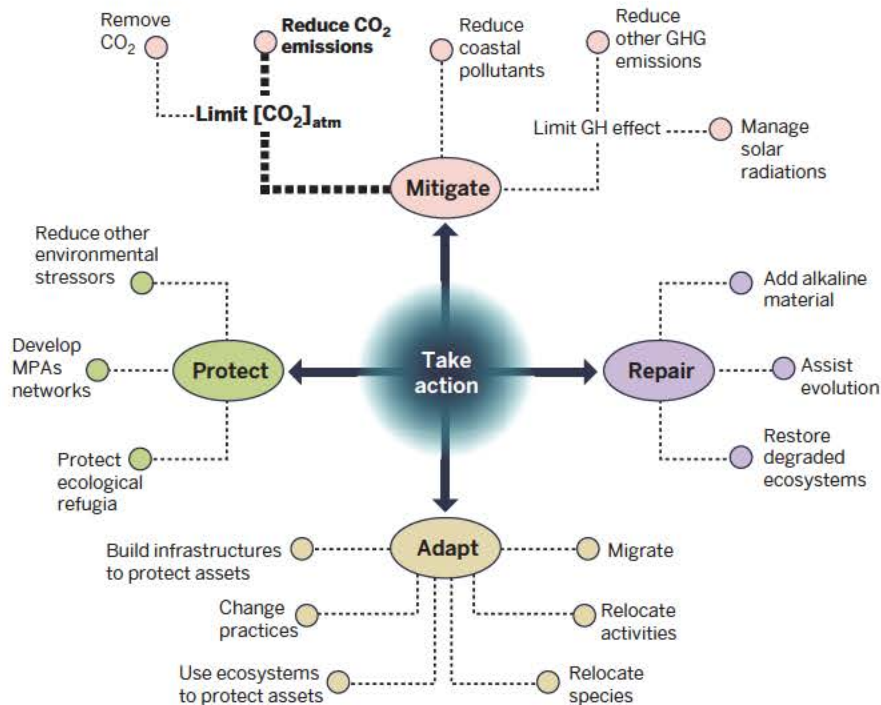 Remove
CO₂
Reduce CO₂
emissions
Reduce
coastal
pollutants
Reduce
other GHG
emissions
Limit [CO₂]atm
Limit GH effect
Manage
solar
radiations
Mitigate
Reduce other
environmental
stressors
Develop
MPAs
networks
Protect
Protect
ecological
refugia
Take
action
Add alkaline
material
Repair
Assist
evolution
Restore
degraded
ecosystems
Adapt
Build infrastructures
to protect assets
Migrate
Change
practices
Relocate
activities
Use ecosystems
to protect assets
Relocate
species